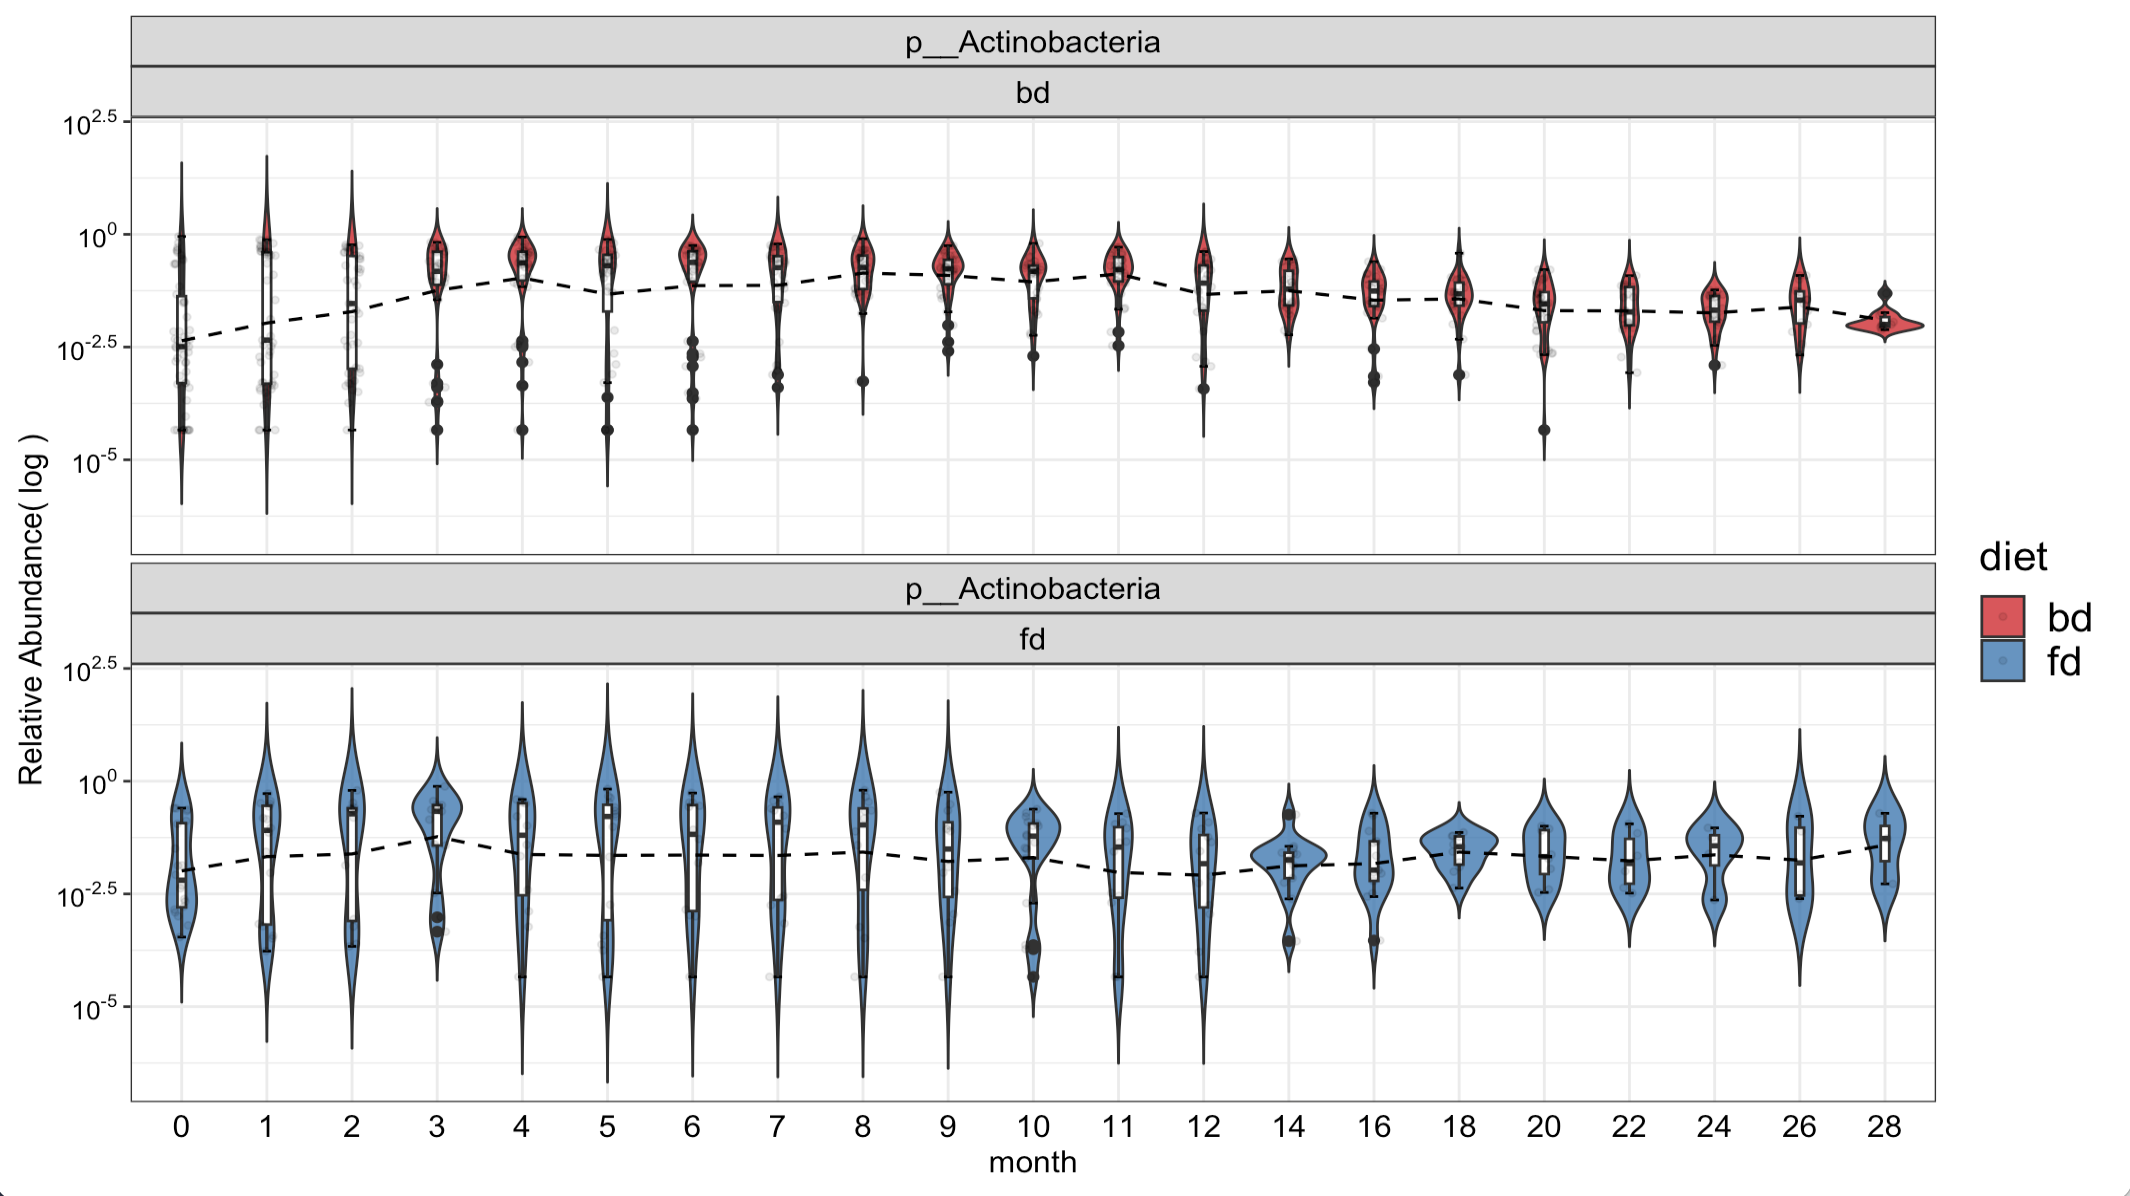 p__Actinobacteria
bd
10^2.5
10^0
10^-2.5
10^-5
p__Actinobacteria
fd
10^2.5
10^0
10^-2.5
10^-5
Relative Abundance( log )
0 1 2 3 4 5 6 7 8 9 10 11 12 14 16 18 20 22 24 26 28
month
diet
bd
fd